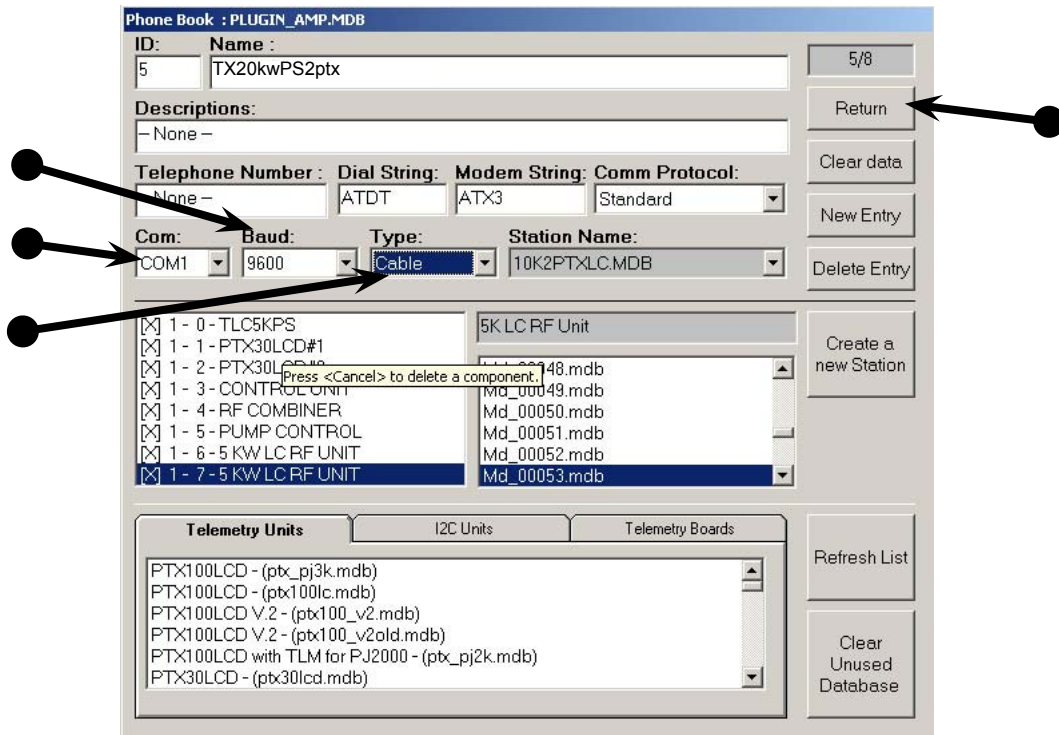 Phone Book : PLUGIN_AMP.MDB
ID: Name :
5 TX20kwPS2ptx
5/8
Descriptions:
– None –
Return
Telephone Number : Dial String: Modem String: Comm Protocol:
None – ATDT ATX3 Standard
Clear data
New Entry
Com: Baud: Type: Station Name:
COM1 9600 Cable 10K2PTXLC.MDB
Delete Entry
[X] 1 - 0 - TLC5KPS
[X] 1 - 1 - PTX30LCD#1
[X] 1 - 2 - PTX30L
[X] 1 - 3 - CONTROL UNIT
[X] 1 - 4 - RF COMBINER
[X] 1 - 5 - PUMP CONTROL
[X] 1 - 6 - 5 KW LC RF UNIT
[X] 1 - 7 - 5 KW LC RF UNIT
Press <Cancel> to delete a component.
5K LC RF Unit
48.mdb
Md_00049.mdb
Md_00050.mdb
Md_00051.mdb
Md_00052.mdb
Md_00053.mdb
Create a
new Station
Telemetry Units I2C Units Telemetry Boards
PTX100LCD - (ptx_pj3k.mdb)
PTX100LCD - (ptx100lc.mdb)
PTX100LCD V.2 - (ptx100_v2.mdb)
PTX100LCD V.2 - (ptx100_v2old.mdb)
PTX100LCD with TLM for PJ2000 - (ptx_pj2k.mdb)
PTX30LCD - (ptx30lcd.mdb)
Refresh List
Clear
Unused
Database